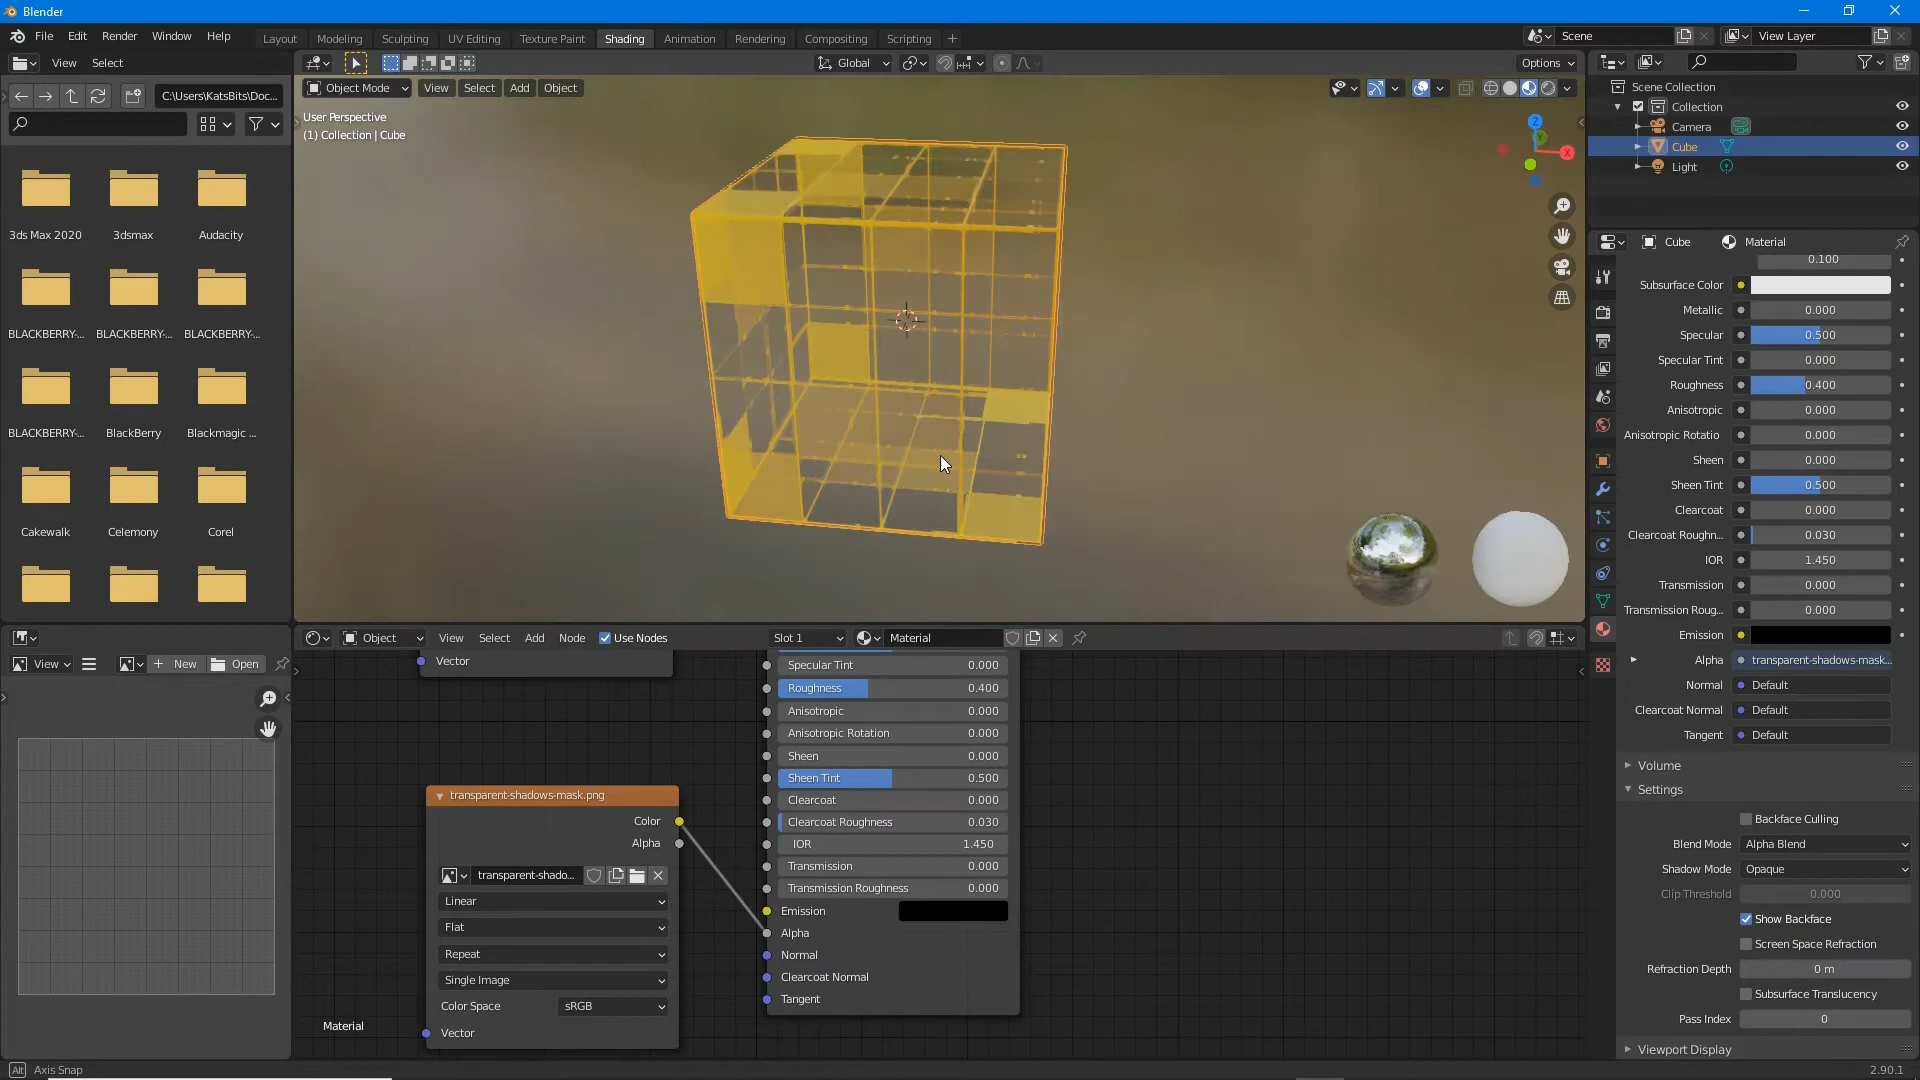 Blender
File Edit Render Window Help
Layout Modeling Sculpting UV Editing Texture Paint Shading Animation Rendering Compositing Scripting
Scene
View Layer
View Select
Global
Options
C:\Users\KatsBits\Doc...
Object Mode View Select Add Object
User Perspective
(1) Collection | Cube
Z
Y
X
3ds Max 2020 3dsmax Audacity
BLACKBERRY-... BLACKBERRY-... BLACKBERRY-...
BLACKBERRY-... BlackBerry Blackmagic ...
Cakewalk Celemony Corel
Scene Collection
Collection
Camera
Cube
Light
Cube Material
0.100
Subsurface Color
Metallic 0.000
Specular 0.500
Specular Tint 0.000
Roughness 0.400
Anisotropic 0.000
Anisotropic Rotatio 0.000
Sheen 0.000
Sheen Tint 0.500
Clearcoat 0.000
Clearcoat Roughn... 0.030
IOR 1.450
Transmission 0.000
Transmission Roug... 0.000
Emission
Alpha transparent-shadows-mask...
Normal Default
Clearcoat Normal Default
Tangent Default
Volume
Settings
Backface Culling
Blend Mode Alpha Blend
Shadow Mode Opaque
Clip Threshold 0.000
Show Backface
Screen Space Refraction
Refraction Depth 0 m
Subsurface Translucency
Pass Index 0
Viewport Display
View New Open
Object View Select Add Node Use Nodes Slot 1 Material
Vector
transparent-shadows-mask.png
Color
Alpha
transparent-shado...
Linear
Flat
Repeat
Single Image
Color Space sRGB
Vector
Specular Tint 0.000
Roughness 0.400
Anisotropic 0.000
Anisotropic Rotation 0.000
Sheen 0.000
Sheen Tint 0.500
Clearcoat 0.000
Clearcoat Roughness 0.030
IOR 1.450
Transmission 0.000
Transmission Roughness 0.000
Emission
Alpha
Normal
Clearcoat Normal
Tangent
Material
Alt Axis Snap
2.90.1